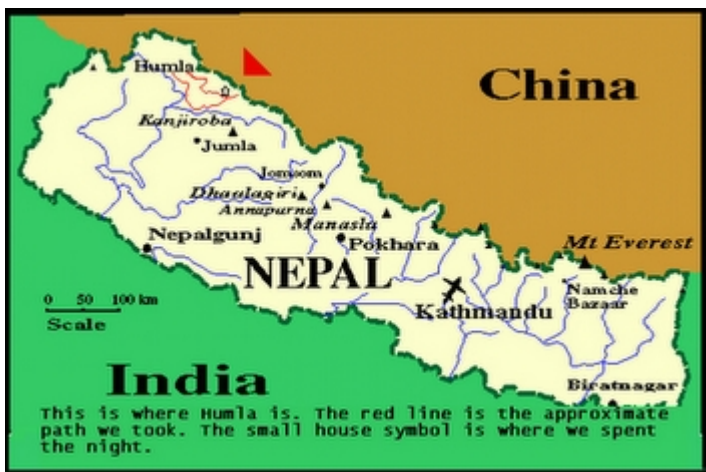 Humla
China
Kanjiroba
Jumla
Jomsom
Dhaulagiri
Annapurna
Manaslu
Mt Everest
Nepalgunj
Pokhara
NEPAL
Namche
Bazaar
0 50 100 km
Kathmandu
Scale
India
Biratnagar
This is where Humla is. The red line is the approximate
path we took. The small house symbol is where we spent
the night.